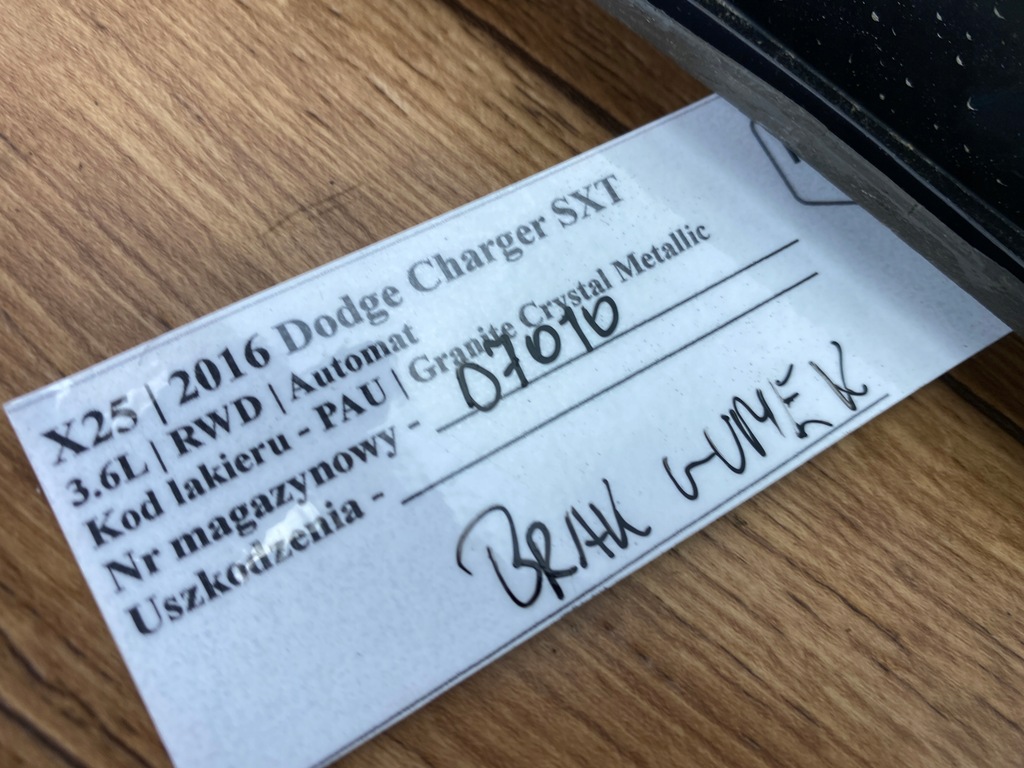 X25 | 2016 Dodge Charger SXT
3.6L | RWD | Automat
Kod lakieru - PAU | Granite Crystal Metallic
Nr magazynowy - 07010
Uszkodzenia -
BRAK GUMEK